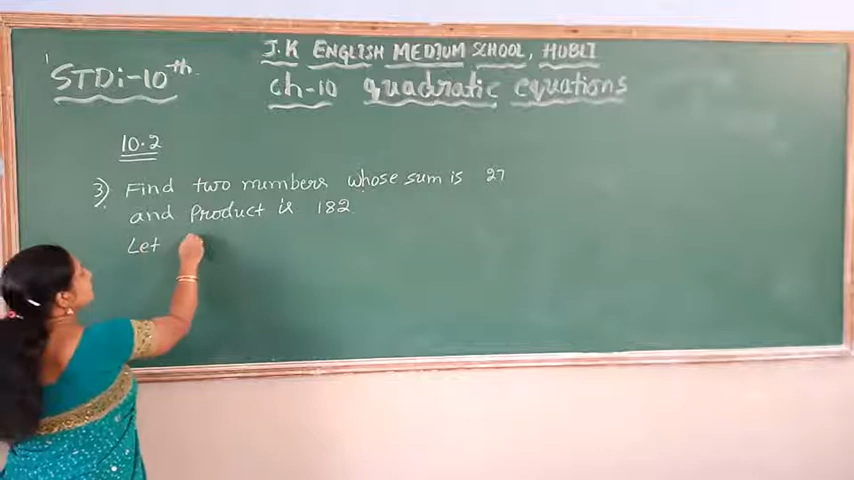 J.K ENGLISH MEDIUM SCHOOL, HUBLI
STDi-10th.
ch-10 quadratic equations
10.2
3) Find two numbers whose sum is 27
and Product is 182
Let